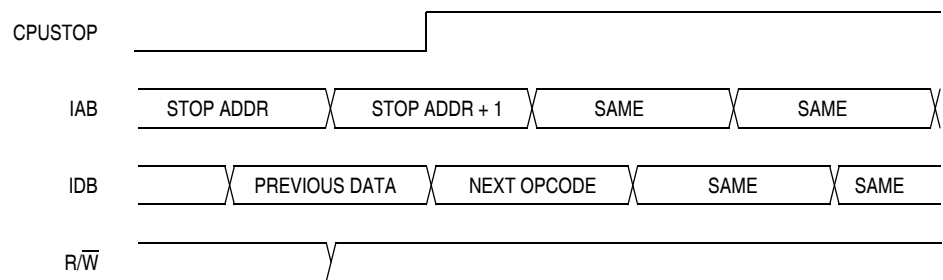 CPUSTOP
IAB STOP ADDR STOP ADDR + 1 SAME SAME
IDB PREVIOUS DATA NEXT OPCODE SAME SAME
R/W̅